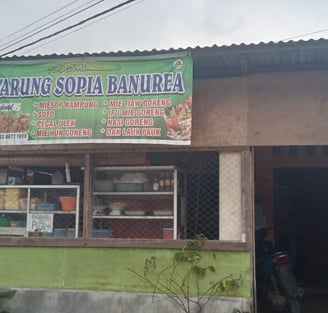 WARUNG SOPIA BANUREA
* MIESOP KAMPUNG
* SOTO
* PECAL ULEK
* MIE HUN GORENG
* MIE TIAW GORENG
* IFU MIE GORENG
* NASI GORENG
* DAN LAUK PAUK